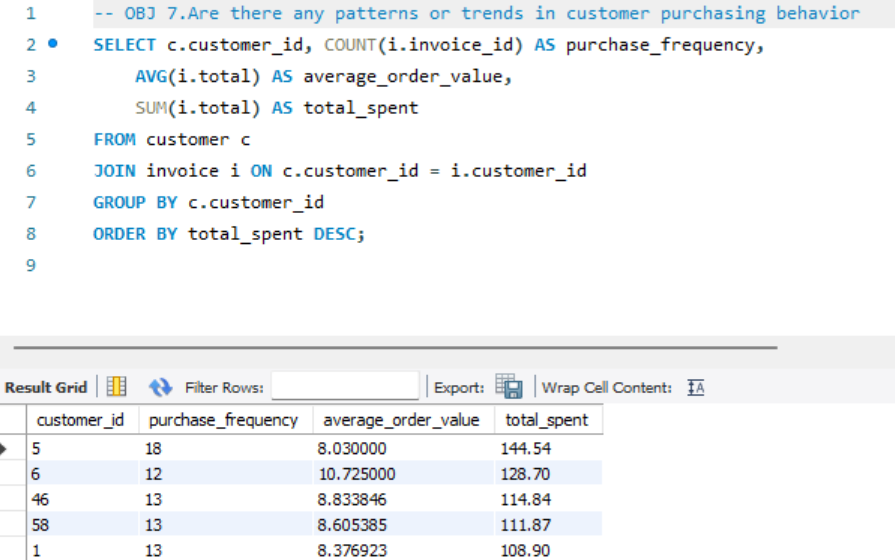 1 -- OBJ 7.Are there any patterns or trends in customer purchasing behavior
2 SELECT c.customer_id, COUNT(i.invoice_id) AS purchase_frequency,
3 AVG(i.total) AS average_order_value,
4 SUM(i.total) AS total_spent
5 FROM customer c
6 JOIN invoice i ON c.customer_id = i.customer_id
7 GROUP BY c.customer_id
8 ORDER BY total_spent DESC;
9
Result Grid Filter Rows: Export: Wrap Cell Content: IA
customer_id purchase_frequency average_order_value total_spent
5 18 8.030000 144.54
6 12 10.725000 128.70
46 13 8.833846 114.84
58 13 8.605385 111.87
1 13 8.376923 108.90